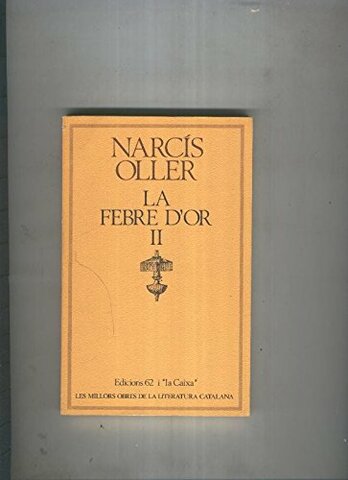 NARCÍS
OLLER
LA
FEBRE D'OR
II
Edicions 62 i "la Caixa"
LES MILLORS OBRES DE LA LITERATURA CATALANA